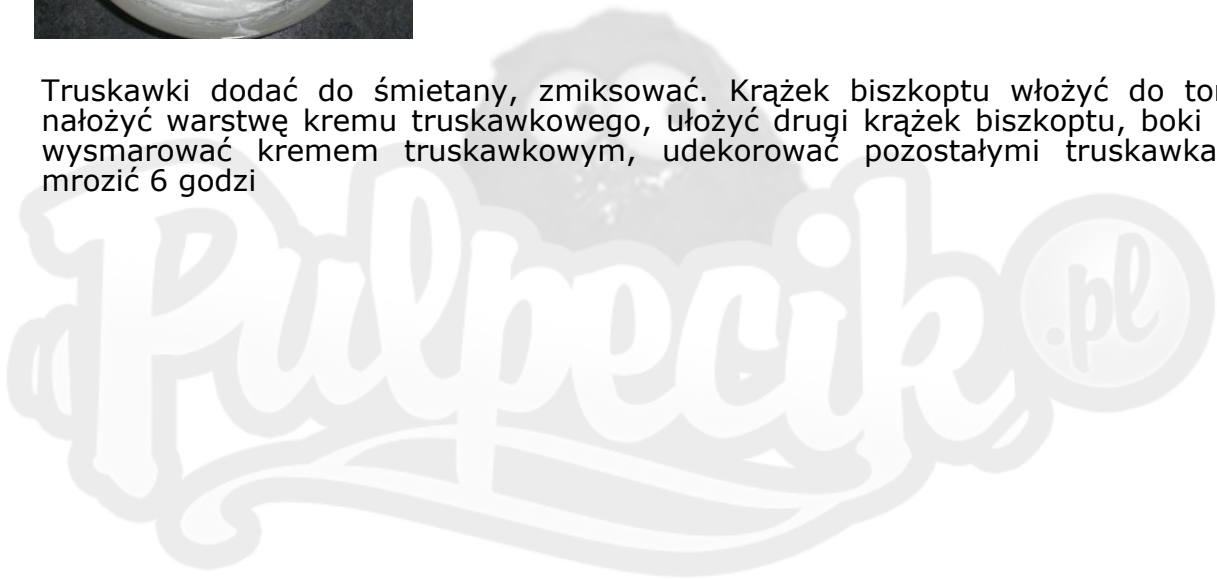 Truskawki dodać do śmietany, zmiksować. Krążek biszkoptu włożyć do
nałożyć warstwę kremu truskawkowego, ułożyć drugi krążek biszkoptu, boki
wysmarować kremem truskawkowym, udekorować pozostałymi
mrozić 6 godzi
Pulpecik .pl